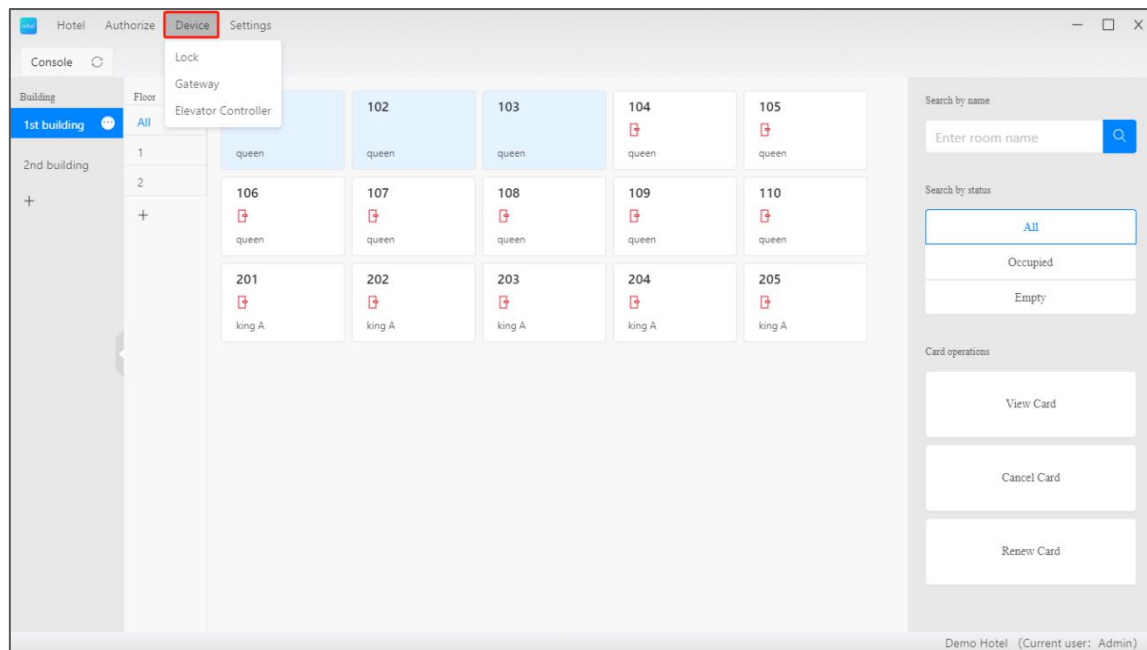 Hotel Authorize Device Settings
Console
Lock
Gateway
Elevator Controller
Building
1st building
2nd building
+
Floor
All
1
2
+
queen
102
queen
103
queen
104
queen
105
queen
106
queen
107
queen
108
queen
109
queen
110
queen
201
king A
202
king A
203
king A
204
king A
205
king A
Search by name
Enter room name
Search by status
All
Occupied
Empty
Card operations
View Card
Cancel Card
Renew Card
Demo Hotel (Current user: Admin)